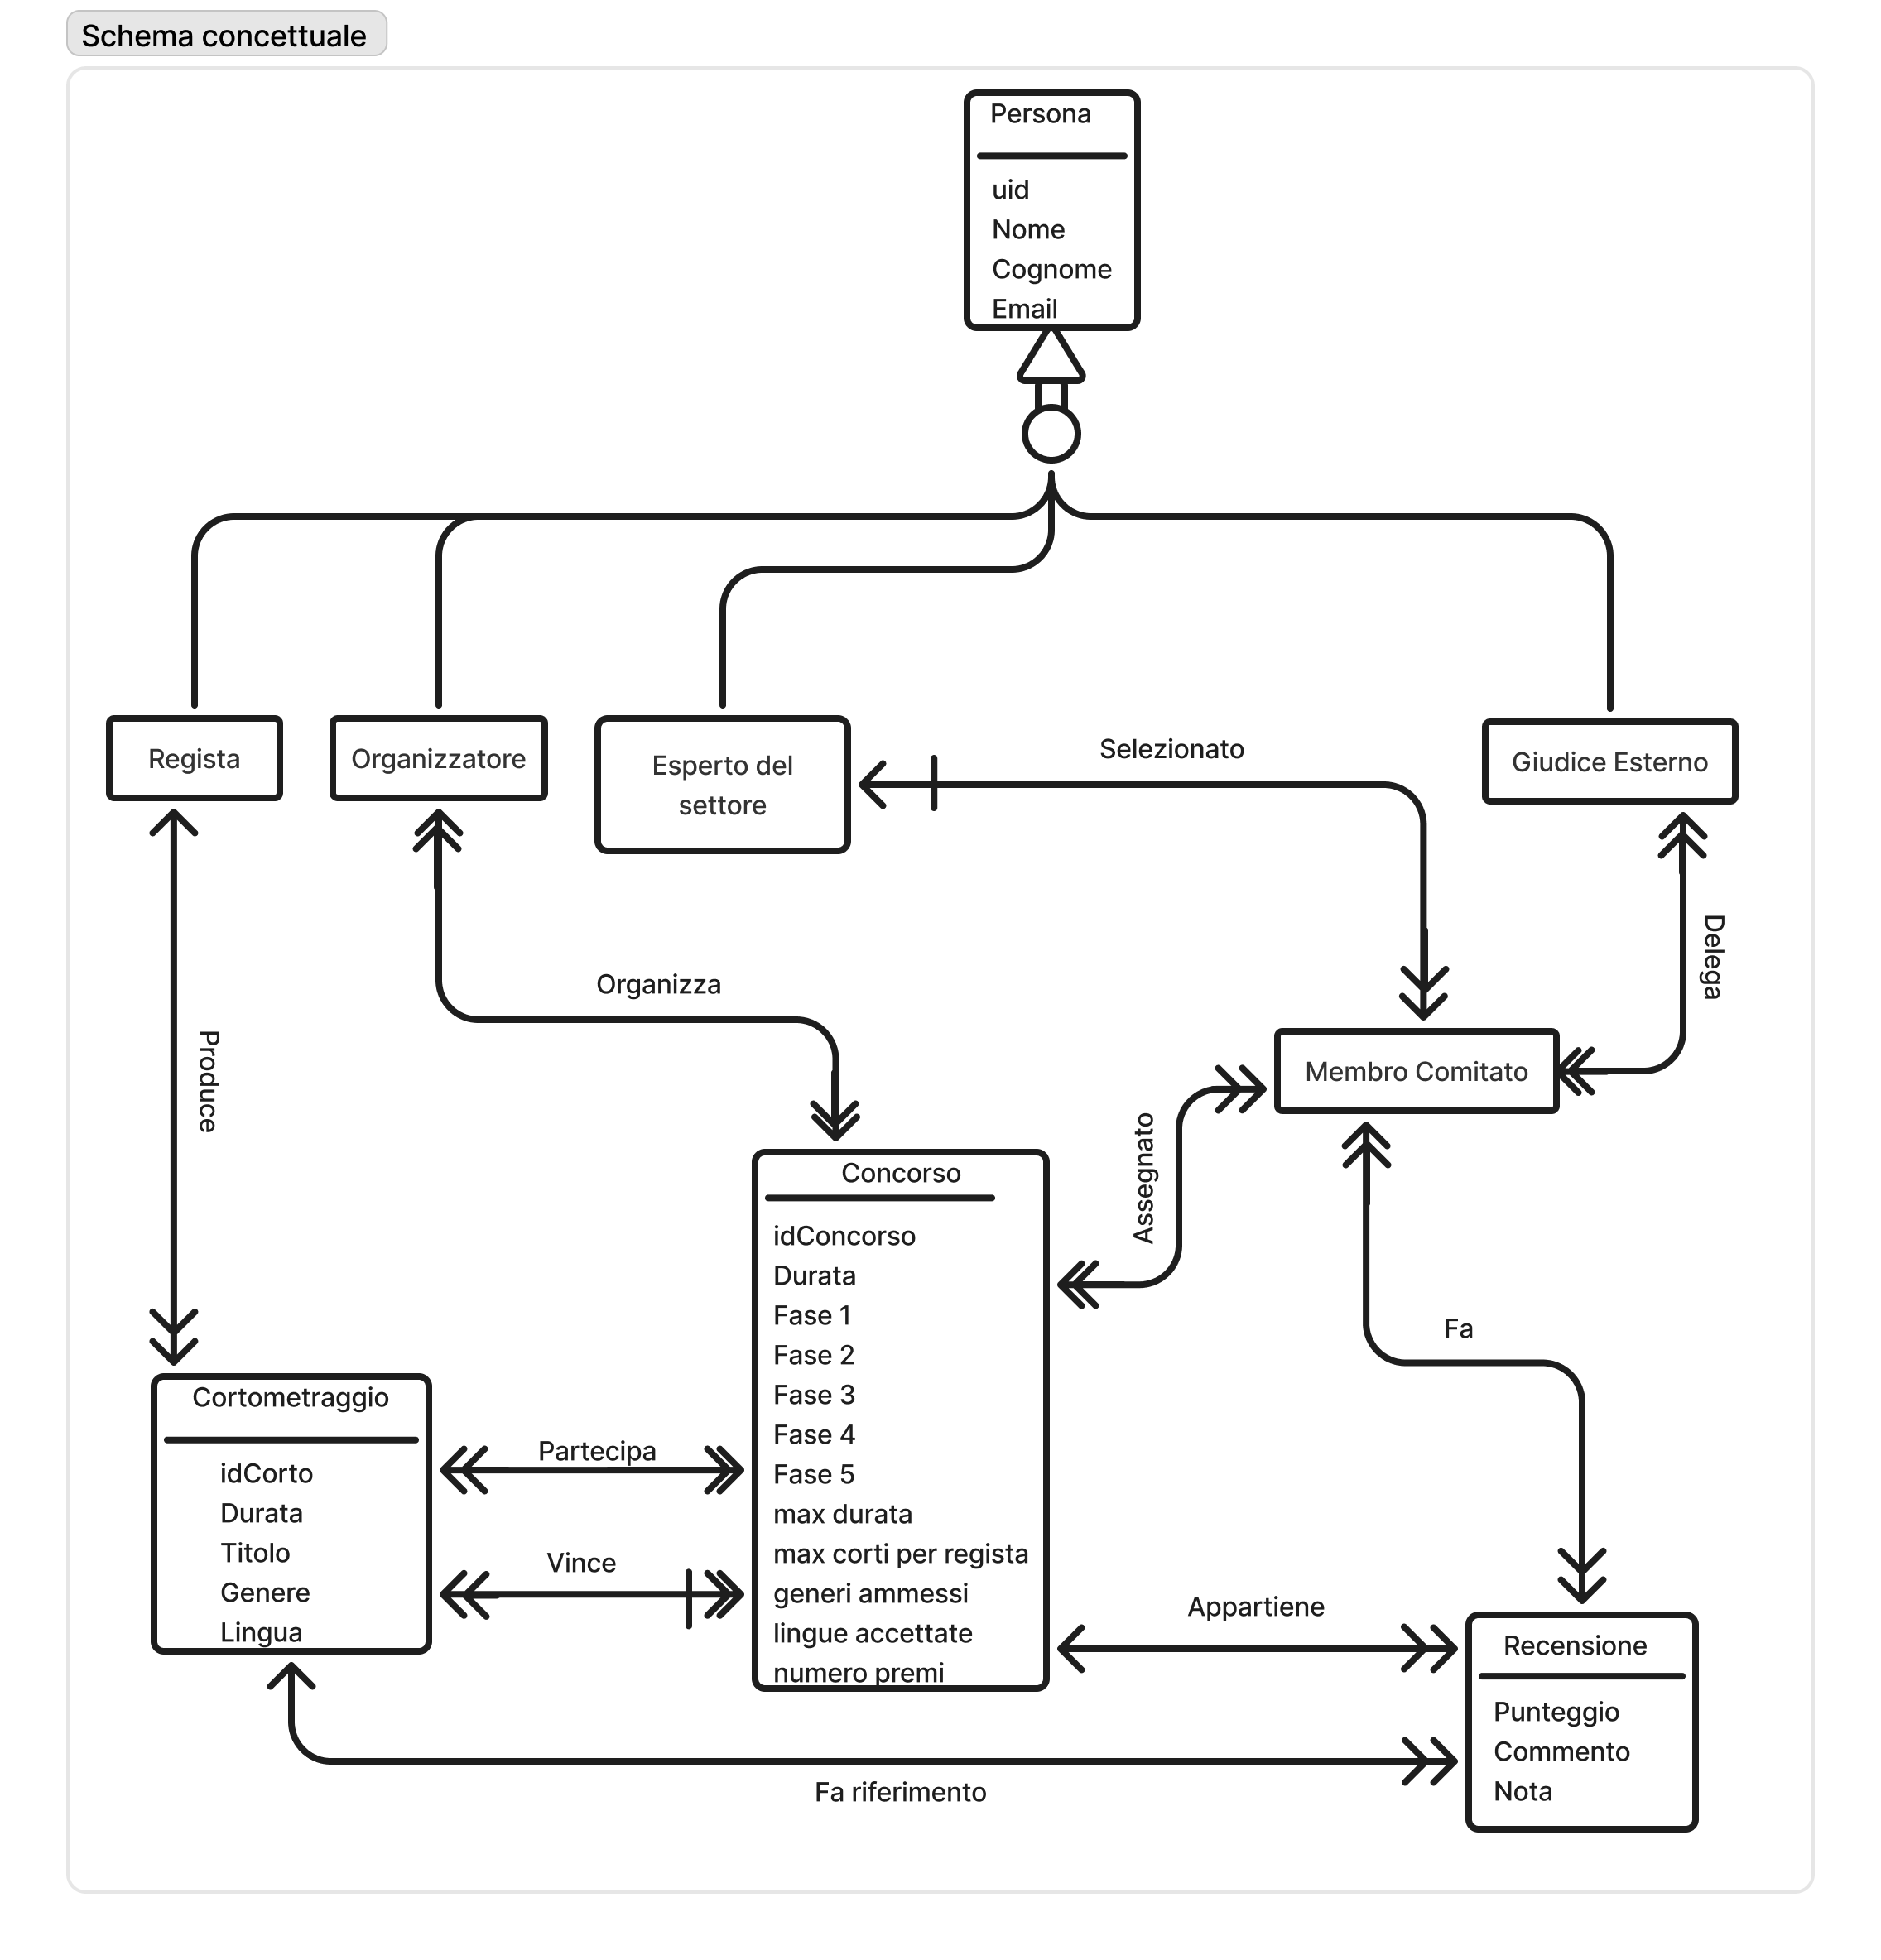 Schema concettuale
Persona
uid
Nome
Cognome
Email
Regista
Organizzatore
Esperto del
settore
Selezionato
Giudice Esterno
Delega
Organizza
Produce
Membro Comitato
Assegnato
Concorso
idConcorso
Durata
Fase 1
Fase 2
Fase 3
Fase 4
Fase 5
max durata
max corti per regista
generi ammessi
lingue accettate
numero premi
Fa
Cortometraggio
idCorto
Durata
Titolo
Genere
Lingua
Partecipa
Vince
Appartiene
Recensione
Punteggio
Commento
Nota
Fa riferimento